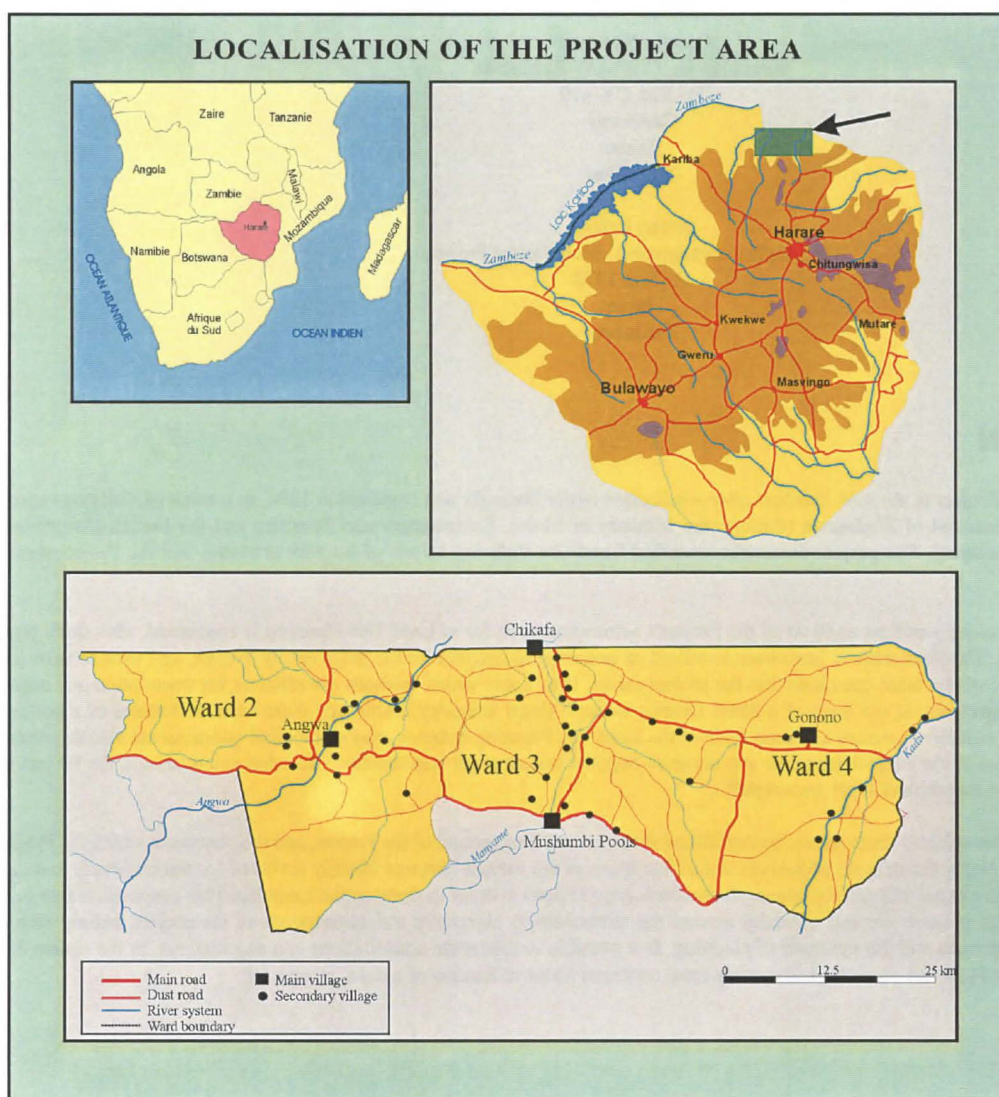 LOCALISATION OF THE PROJECT AREA
Zaire
Tanzanie
Angola
Zambie
Malawi
Mozambique
Harare
Namibie
Botswana
Madagascar
OCEAN ATLANTIQUE
Afrique
du Sud
OCEAN INDIEN
Zambeze
Kariba
Lac Kariba
Zambeze
Harare
Chitungwisa
Kwekwe
Mutare
Gweru
Bulawayo
Masvingo
Chikafa
Ward 2
Angwa
Gonono
Ward 3
Ward 4
Kadzi
Angwa
Manyame
Mushumbi Pools
Main road
Dust road
River system
Ward boundary
Main village
Secondary village
0 12.5 25 km